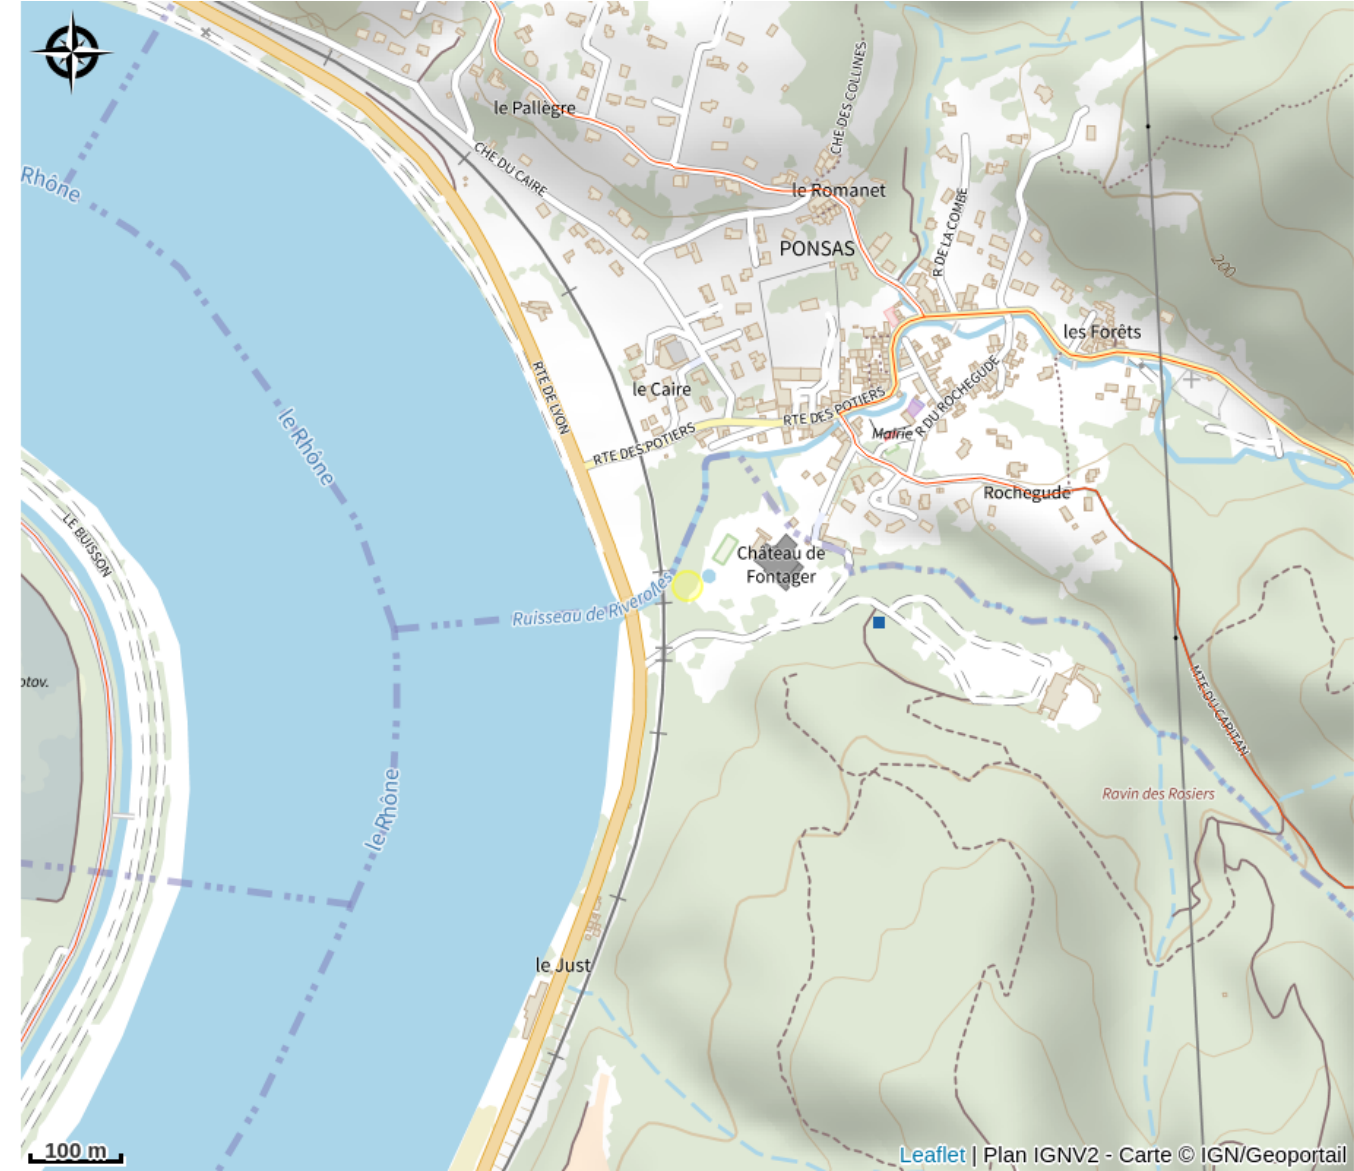 le Pallègre
CHE DES COLLINES
CHE DU CAIRE
Rhône
le Romanet
R DE LA COMBE
PONSAS
200
les Forêts
RTE DE LYON
le Caire
R DU ROCHEGUDE
RTE DES POTIERS
RTE DES POTIERS
Mairie
le Rhône
Rochegude
LE BUISSON
Château de
Fontager
Ruisseau de Riverolles
otov.
MTE DU CAPITAN
Ravin des Rosiers
le Rhône
le Just
100 m
Leaflet | Plan IGNV2 - Carte © IGN/Geoportail